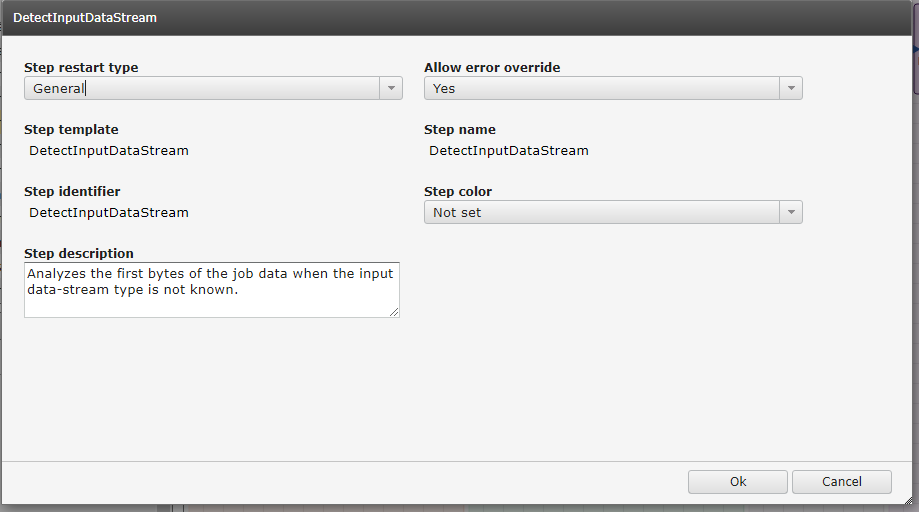 DetectInputDataStream
Step restart type
Allow error override
General
Yes
Step template
Step name
DetectInputDataStream
DetectInputDataStream
Step identifier
Step color
DetectInputDataStream
Not set
Step description
Analyzes the first bytes of the job data when the input
data-stream type is not known.
Ok
Cancel